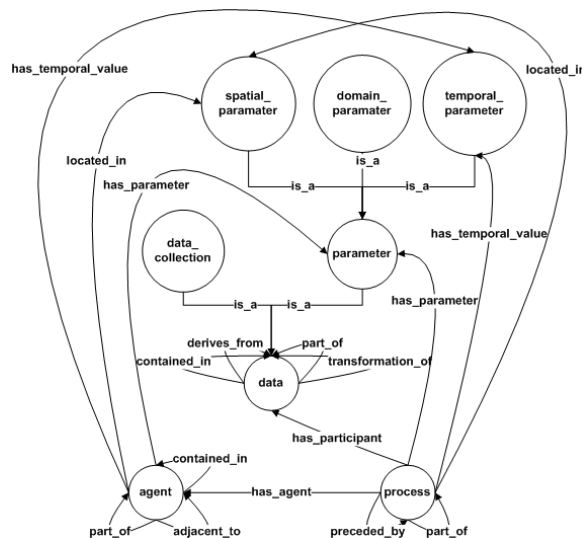 has_temporal_value
located_in
spatial_
paramater
domain_
paramater
temporal_
parameter
located_in
is_a
has_parameter
is_a
is_a
has_temporal_value
data_
collection
parameter
has_parameter
is_a
is_a
derives_from
part_of
contained_in
transformation_of
data
has_participant
contained_in
agent
has_agent
process
part_of
adjacent_to
preceded_by
part_of